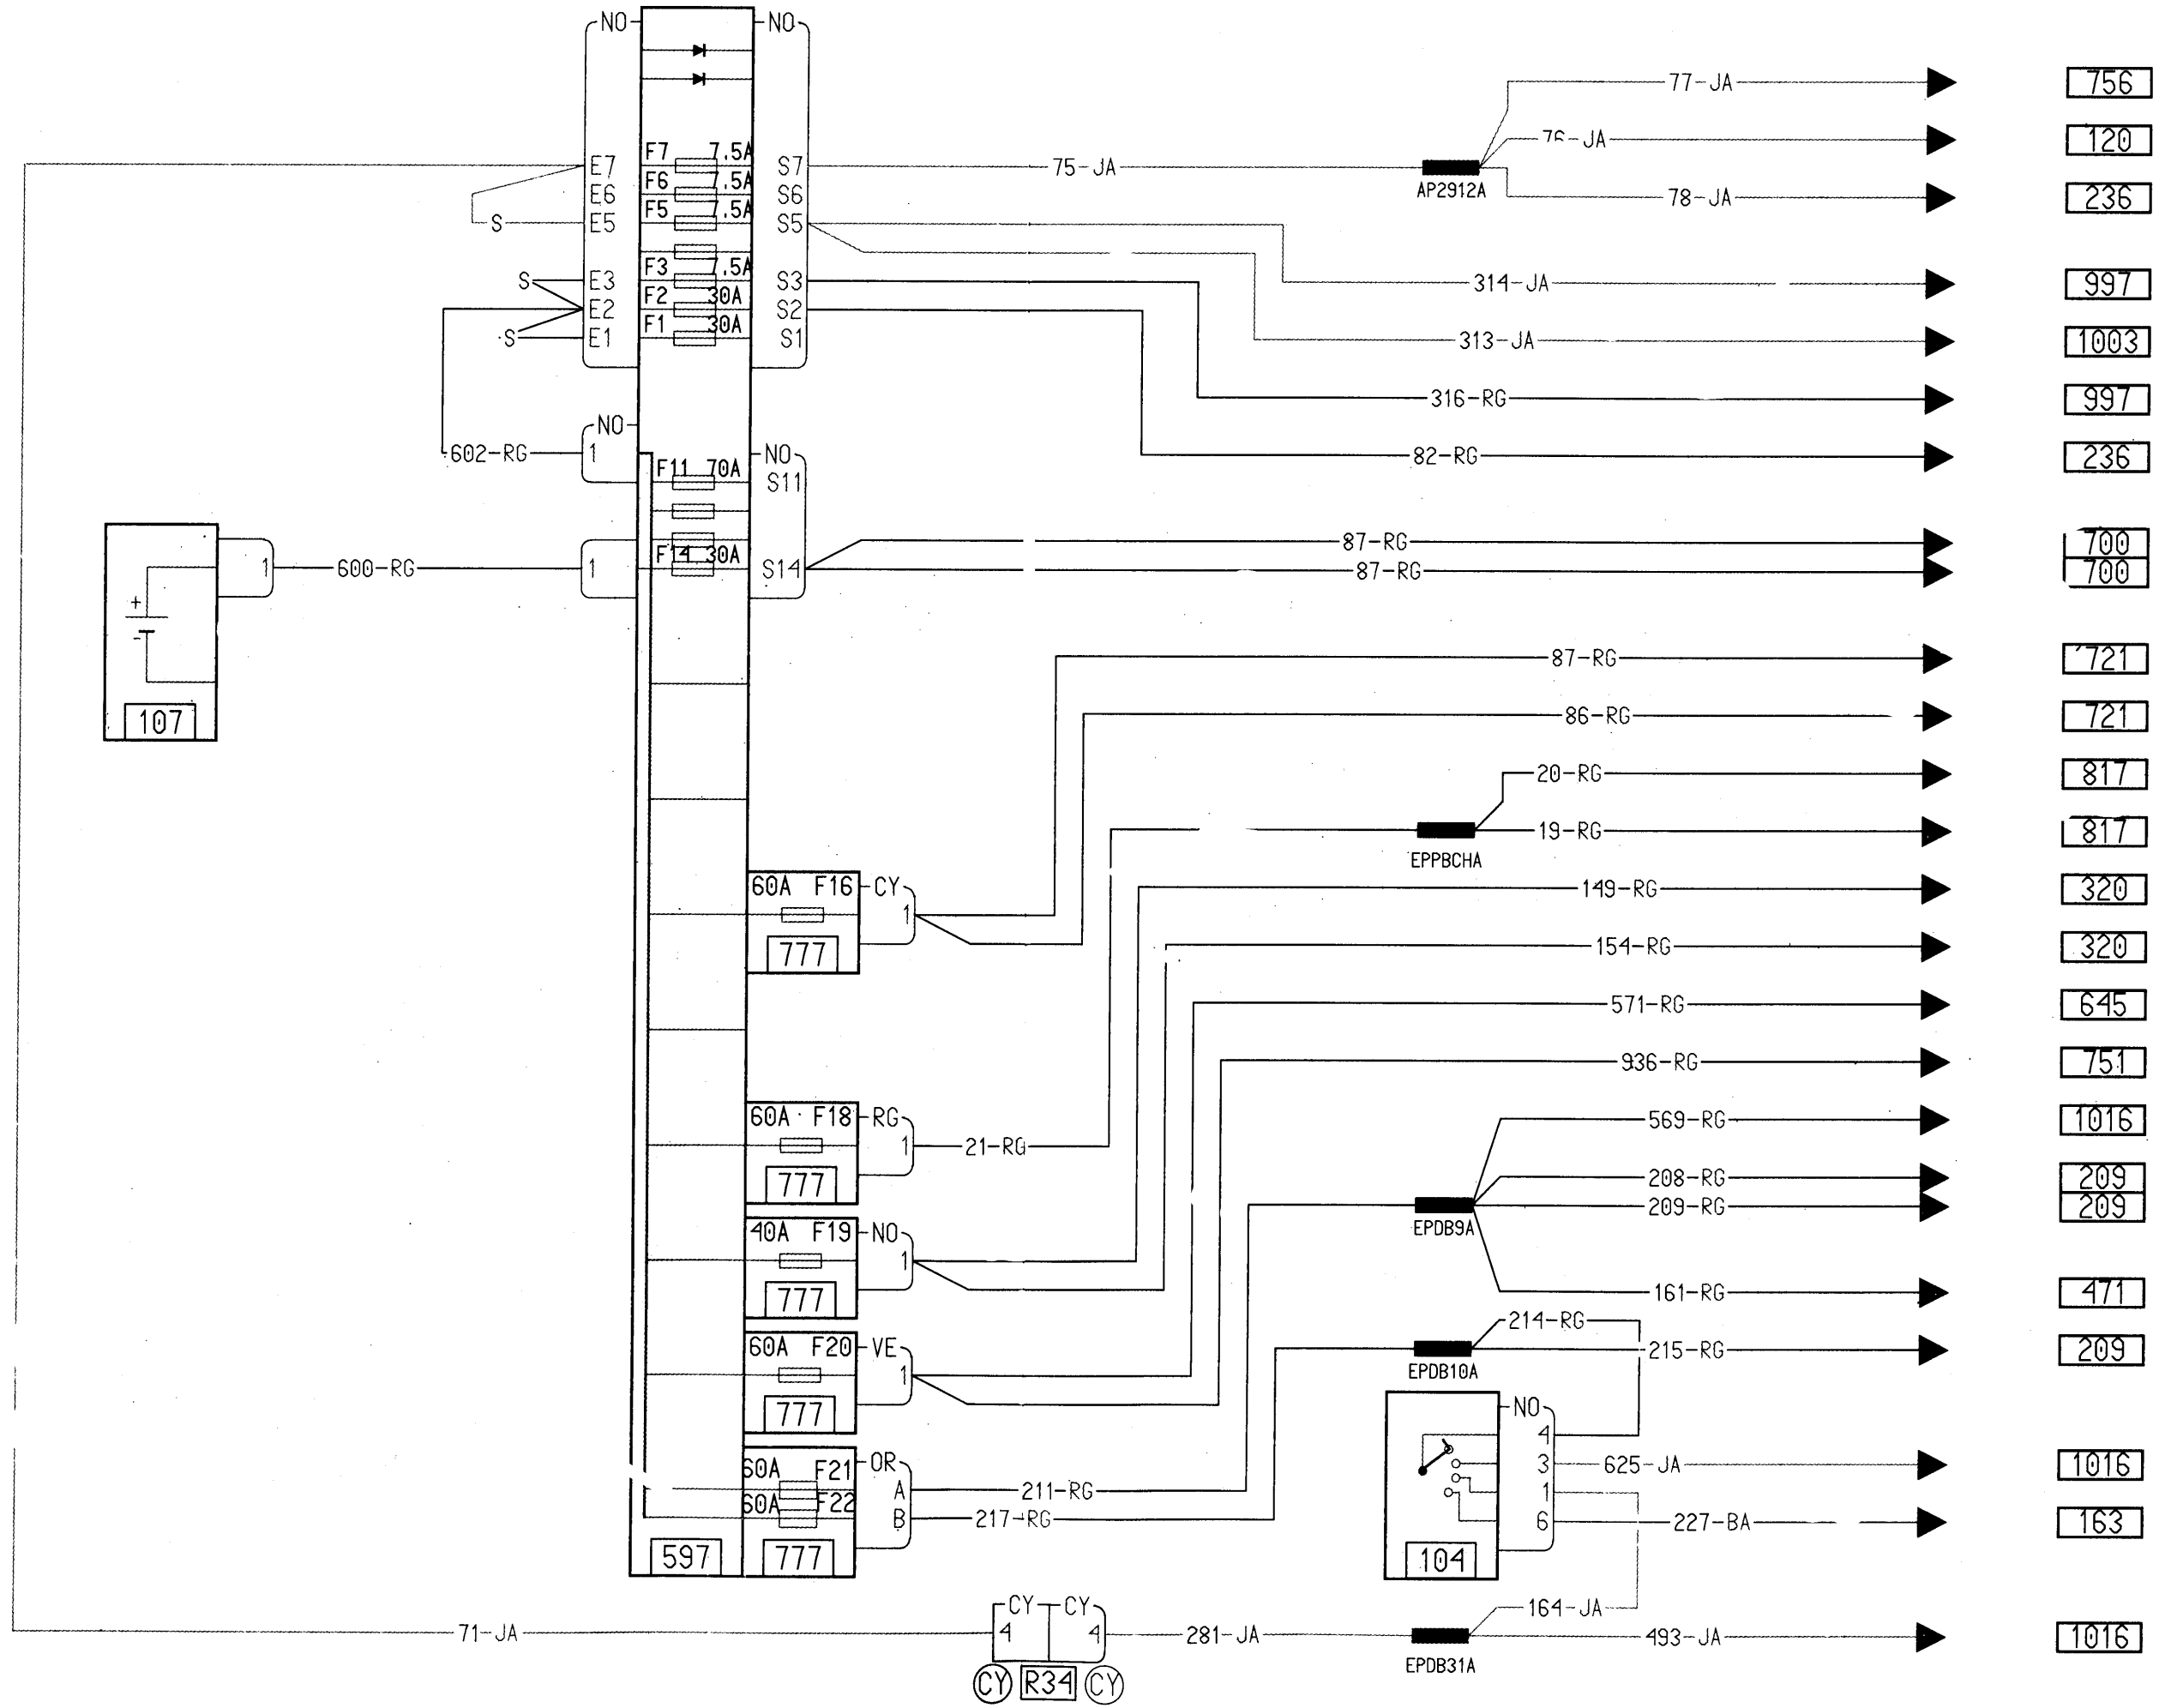 NO NO
77-JA 756
76-JA 120
E7 F7 7.5A S7 75-JA AP2912A
E6 F6 7.5A S6 78-JA 236
S E5 F5 7.5A S5
S E3 F3 7.5A S3 314-JA 997
E2 F2 30A S2
S E1 F1 30A S1 313-JA 1003
316-RG 997
NO
602-RG 1 NO 82-RG 236
F11 70A S11
87-RG 700
1 600-RG 1 F14 30A S14 87-RG 700
+
-
87-RG 721
107 86-RG 721
20-RG 817
19-RG 817
EPPBCHA
60A F16 CY 149-RG 320
1
777 154-RG 320
571-RG 645
936-RG 751
60A F18 RG 569-RG 1016
1 21-RG
777 208-RG 209
209-RG 209
EPDB9A
40A F19 NO
1
777 161-RG 471
214-RG
60A F20 VE 215-RG 209
1 EPDB10A
777 NO
4
60A F21 OR 3 625-JA 1016
A 211-RG 1
60A F22
B 217-RG 6 227-BA 163
597 777 104
CY CY 164-JA
71-JA 4 4 281-JA 493-JA 1016
EPDB31A
CY R34 CY